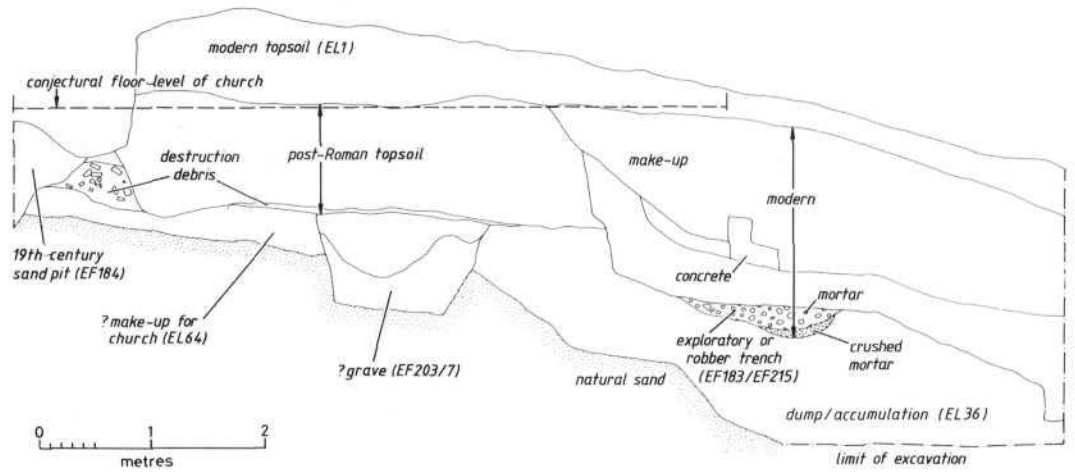 modern topsoil (EL1)
conjectural floor-level of church
post-Roman topsoil
destruction
debris
make-up
modern
19th-century
sand pit (EF184)
concrete
mortar
?make-up for
church (EL64)
exploratory or
robber trench
(EF183/EF215)
crushed
mortar
?grave (EF203/7)
natural sand
dump/accumulation (EL36)
0 1 2
metres
limit of excavation